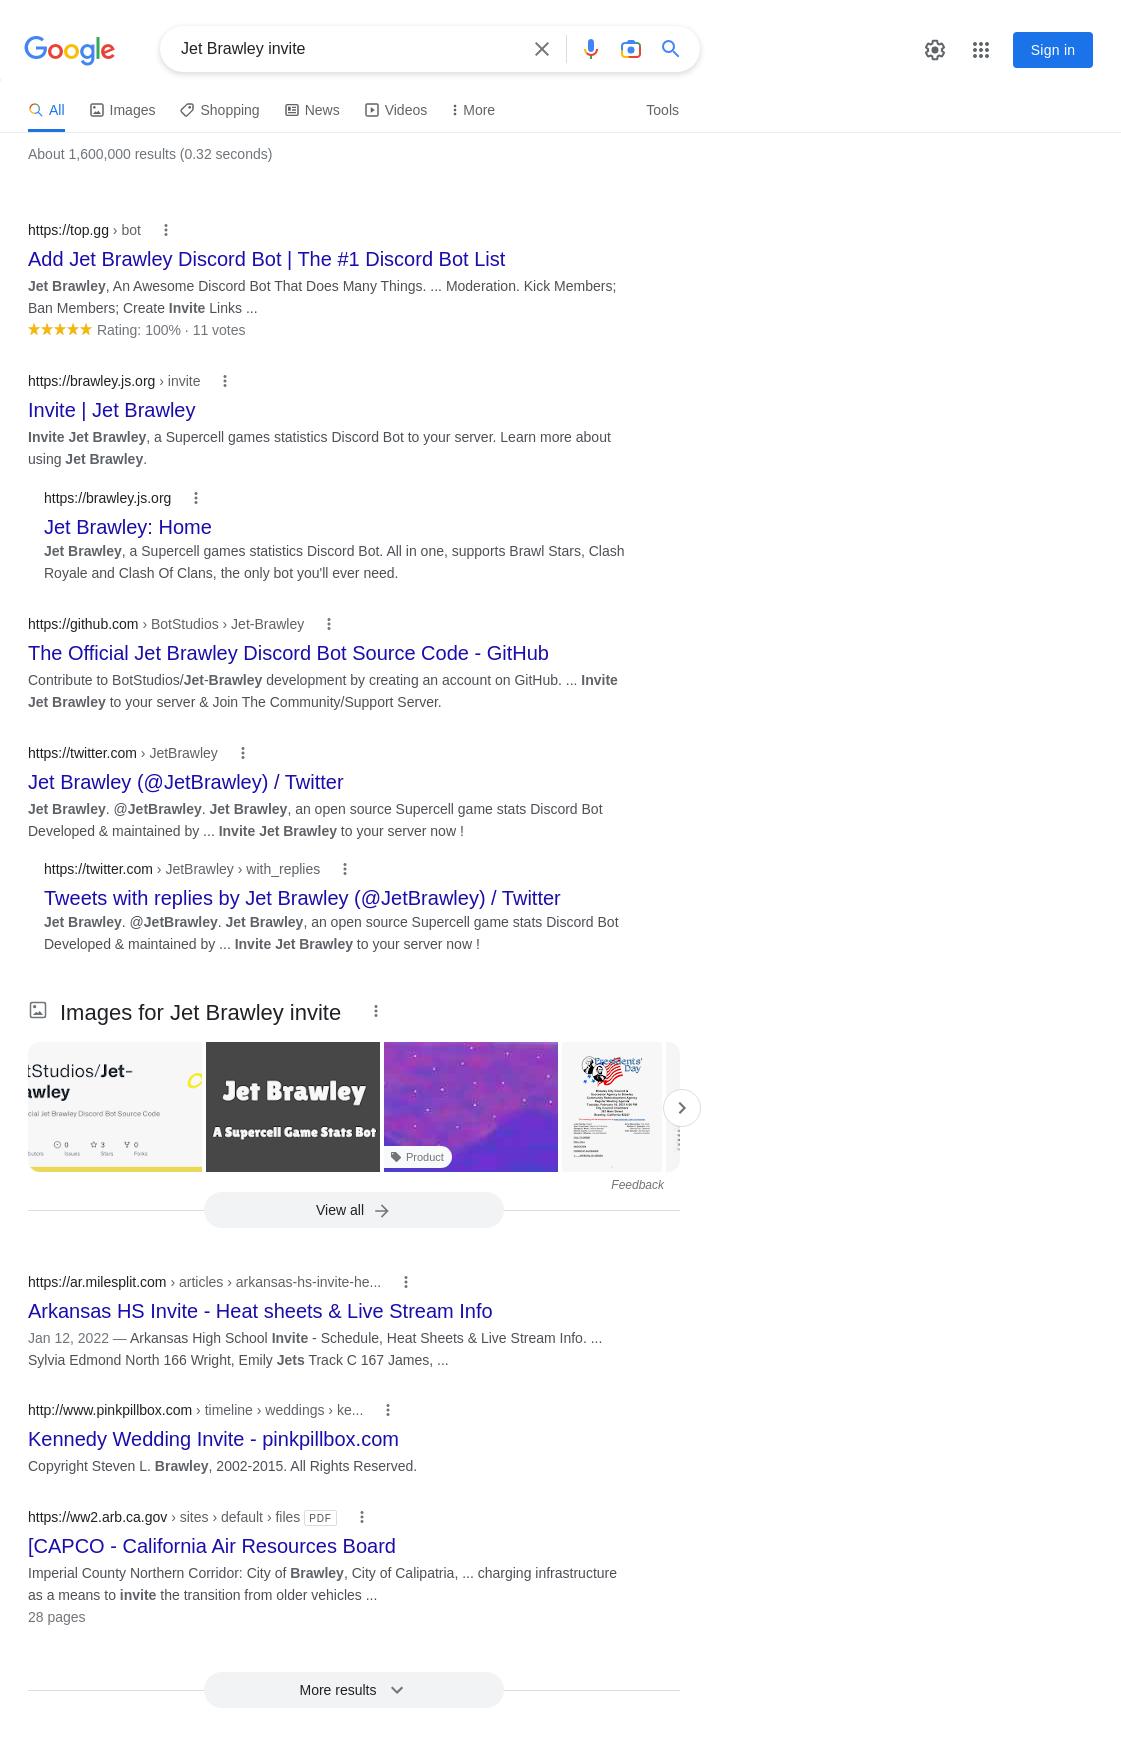 Google
Jet Brawley invite
Sign in
All
Images
Shopping
News
Videos
More
Tools
About 1,600,000 results (0.32 seconds)
https://top.gg › bot
Add Jet Brawley Discord Bot | The #1 Discord Bot List
Jet Brawley, An Awesome Discord Bot That Does Many Things. ... Moderation. Kick Members;
Ban Members; Create Invite Links ...
Rating: 100% · 11 votes
https://brawley.js.org › invite
Invite | Jet Brawley
Invite Jet Brawley, a Supercell games statistics Discord Bot to your server. Learn more about
using Jet Brawley.
https://brawley.js.org
Jet Brawley: Home
Jet Brawley, a Supercell games statistics Discord Bot. All in one, supports Brawl Stars, Clash
Royale and Clash Of Clans, the only bot you'll ever need.
https://github.com › BotStudios › Jet-Brawley
The Official Jet Brawley Discord Bot Source Code - GitHub
Contribute to BotStudios/Jet-Brawley development by creating an account on GitHub. ... Invite
Jet Brawley to your server & Join The Community/Support Server.
https://twitter.com › JetBrawley
Jet Brawley (@JetBrawley) / Twitter
Jet Brawley. @JetBrawley. Jet Brawley, an open source Supercell game stats Discord Bot
Developed & maintained by ... Invite Jet Brawley to your server now !
https://twitter.com › JetBrawley › with_replies
Tweets with replies by Jet Brawley (@JetBrawley) / Twitter
Jet Brawley. @JetBrawley. Jet Brawley, an open source Supercell game stats Discord Bot
Developed & maintained by ... Invite Jet Brawley to your server now !
Images for Jet Brawley invite
tStudios/Jet-
awley
cial Jet Brawley Discord Bot Source Code
0
3
0
Issues
Stars
Forks
Jet Brawley
A Supercell Game Stats Bot
Product
Presidents'
Day
Feedback
View all
https://ar.milesplit.com › articles › arkansas-hs-invite-he...
Arkansas HS Invite - Heat sheets & Live Stream Info
Jan 12, 2022 — Arkansas High School Invite - Schedule, Heat Sheets & Live Stream Info. ...
Sylvia Edmond North 166 Wright, Emily Jets Track C 167 James, ...
http://www.pinkpillbox.com › timeline › weddings › ke...
Kennedy Wedding Invite - pinkpillbox.com
Copyright Steven L. Brawley, 2002-2015. All Rights Reserved.
https://ww2.arb.ca.gov › sites › default › files PDF
[CAPCO - California Air Resources Board
Imperial County Northern Corridor: City of Brawley, City of Calipatria, ... charging infrastructure
as a means to invite the transition from older vehicles ...
28 pages
More results